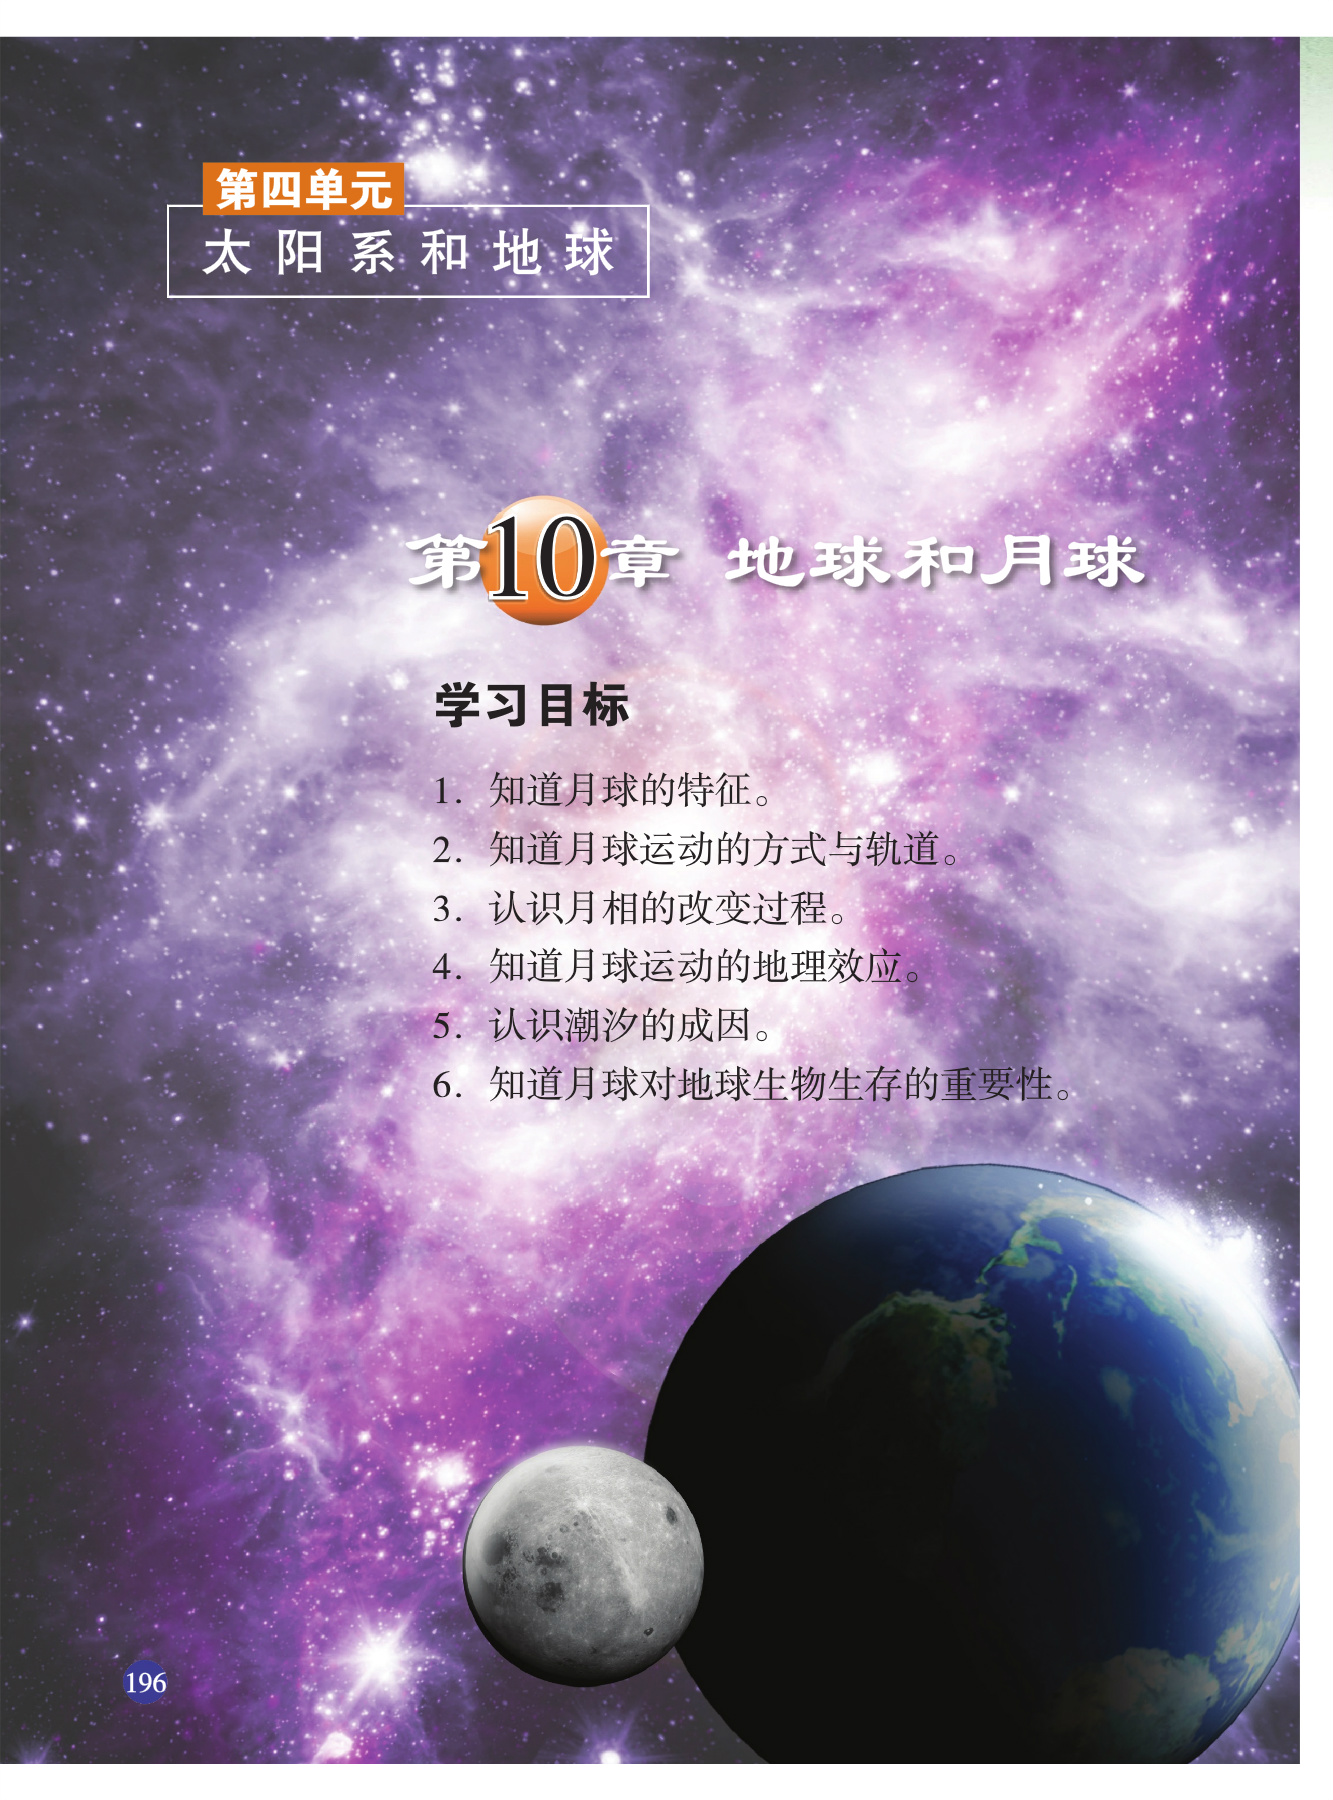 第四单元
太阳系和地球
第10章 地球和月球
学习目标
1. 知道月球的特征。
2. 知道月球运动的方式与轨道。
3. 认识月相的改变过程。
4. 知道月球运动的地理效应。
5. 认识潮汐的成因。
6. 知道月球对地球生物生存的重要性。
196